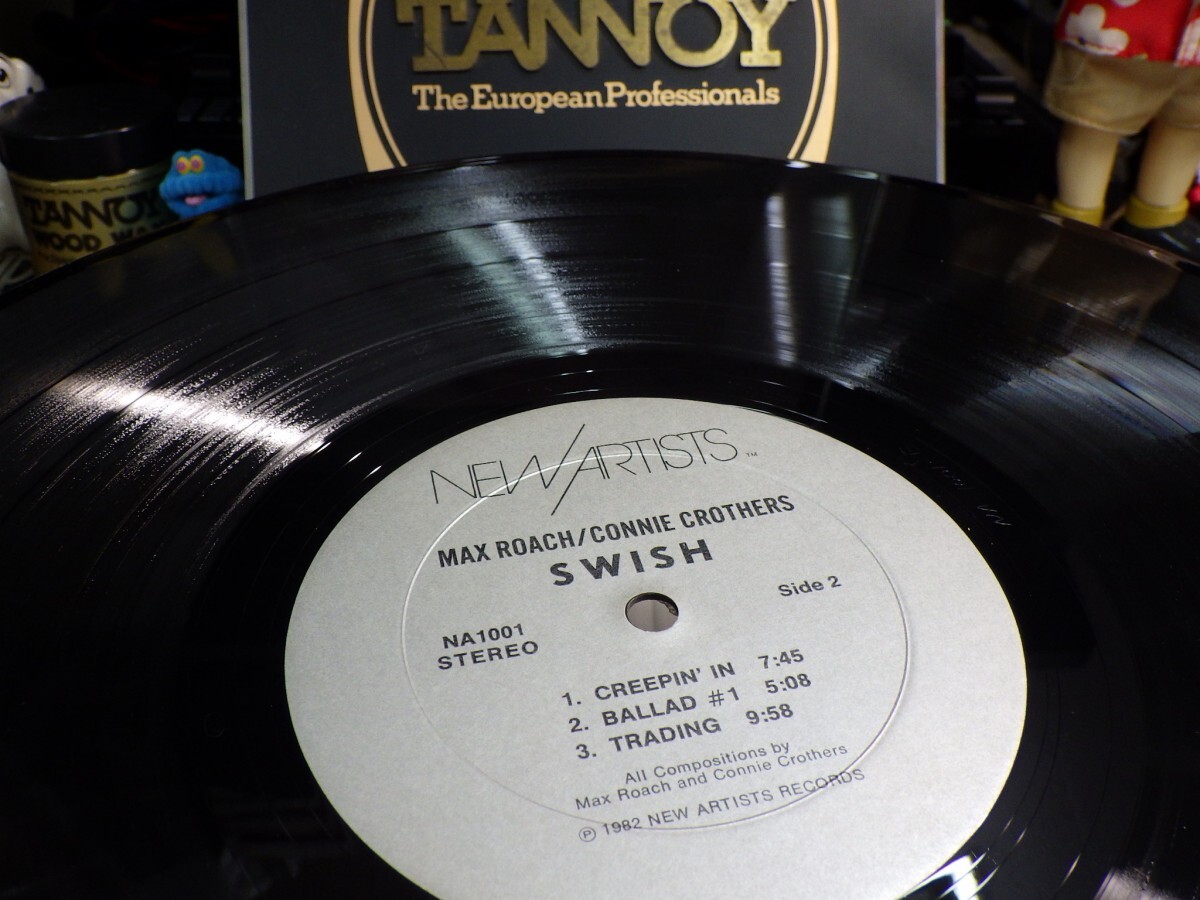 TANNOY
The European Professionals
TANNOY
WOOD WA
NEW/ARTISTS™
MAX ROACH/CONNIE CROTHERS
SWISH
Side 2
NA1001
STEREO
1. CREEPIN' IN 7:45
2. BALLAD #1 5:08
3. TRADING 9:58
All Compositions by
Max Roach and Connie Crothers
℗ 1982 NEW ARTISTS RECORDS